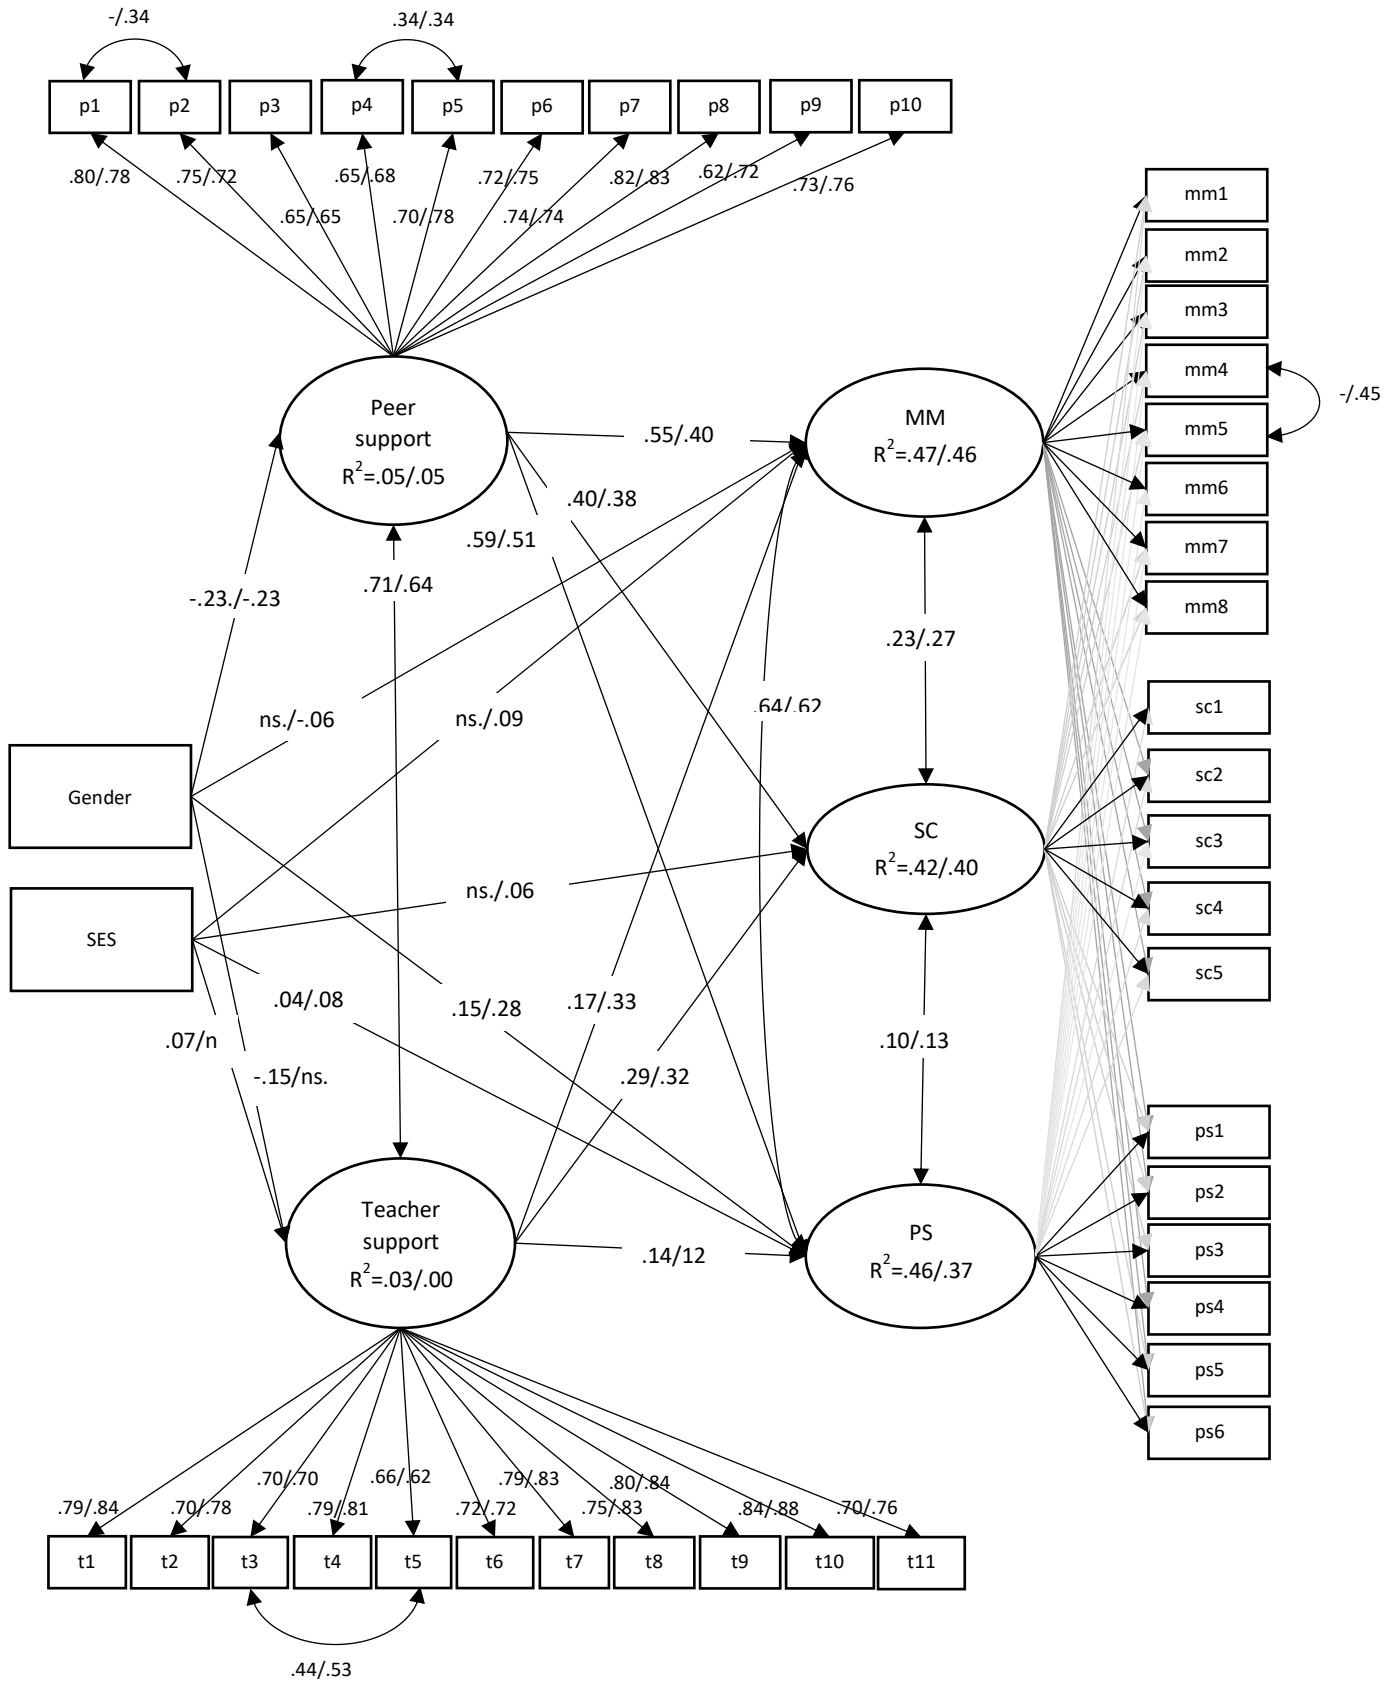 -/.34
.34/.34
p1
p2
p3
p4
p5
p6
p7
p8
p9
p10
.80/.78
.75/.72
.65/.65
.65/.68
.70/.78
.72/.75
.74/.74
.82/.83
.62/.72
.73/.76
mm1
mm2
mm3
mm4
mm5
mm6
mm7
mm8
-/.45
Peer
support
R2=.05/.05
MM
R2=.47/.46
.55/.40
.40/.38
.59/.51
-.23./-.23
.71/.64
.23/.27
ns./-.06
ns./.09
.64/.62
sc1
sc2
sc3
sc4
sc5
Gender
SES
SC
R2=.42/.40
ns./.06
.04/.08
.15/.28
.17/.33
.07/n
-.15/ns.
.29/.32
.10/.13
Teacher
support
R2=.03/.00
.14/12
PS
R2=.46/.37
ps1
ps2
ps3
ps4
ps5
ps6
.79/.84
.70/.78
.70/.70
.79/.81
.66/.62
.72/.72
.79/.83
.75/.83
.80/.84
.84/.88
.70/.76
t1
t2
t3
t4
t5
t6
t7
t8
t9
t10
t11
.44/.53